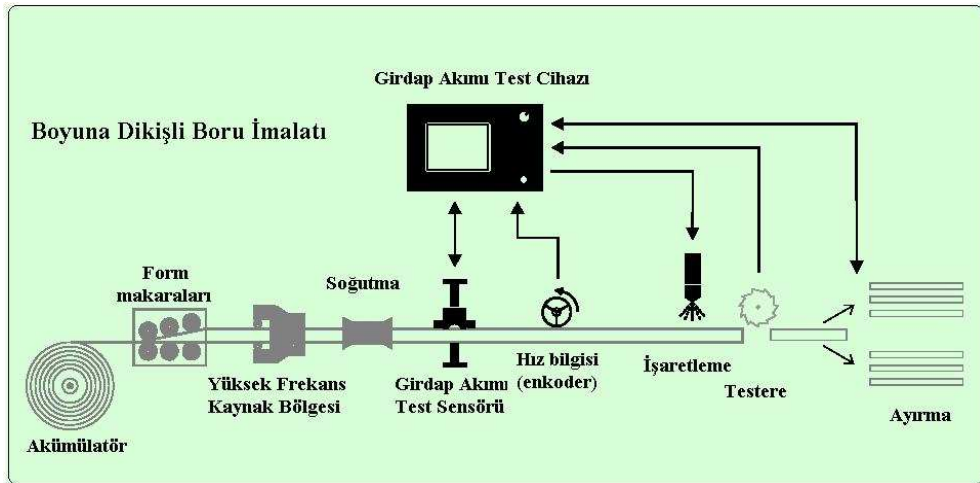 Girdap Akımı Test Cihazı
Boyuna Dikişli Boru İmalatı
Form
makaraları
Soğutma
Yüksek Frekans
Kaynak Bölgesi
Girdap Akımı
Test Sensörü
Hız bilgisi
(enkoder)
İşaretleme
Testere
Ayırma
Akümülatör